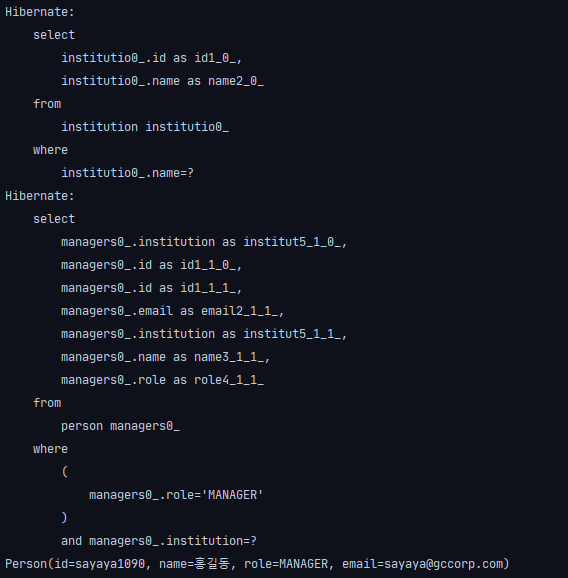 Hibernate:
    select
        institutio0_.id as id1_0_,
        institutio0_.name as name2_0_
    from
        institution institutio0_
    where
        institutio0_.name=?
Hibernate:
    select
        managers0_.institution as institut5_1_0_,
        managers0_.id as id1_1_0_,
        managers0_.id as id1_1_1_,
        managers0_.email as email2_1_1_,
        managers0_.institution as institut5_1_1_,
        managers0_.name as name3_1_1_,
        managers0_.role as role4_1_1_
    from
        person managers0_
    where
        (
            managers0_.role='MANAGER'
        )
        and managers0_.institution=?
Person(id=sayaya1090, name=홍길동, role=MANAGER, email=sayaya@gccorp.com)